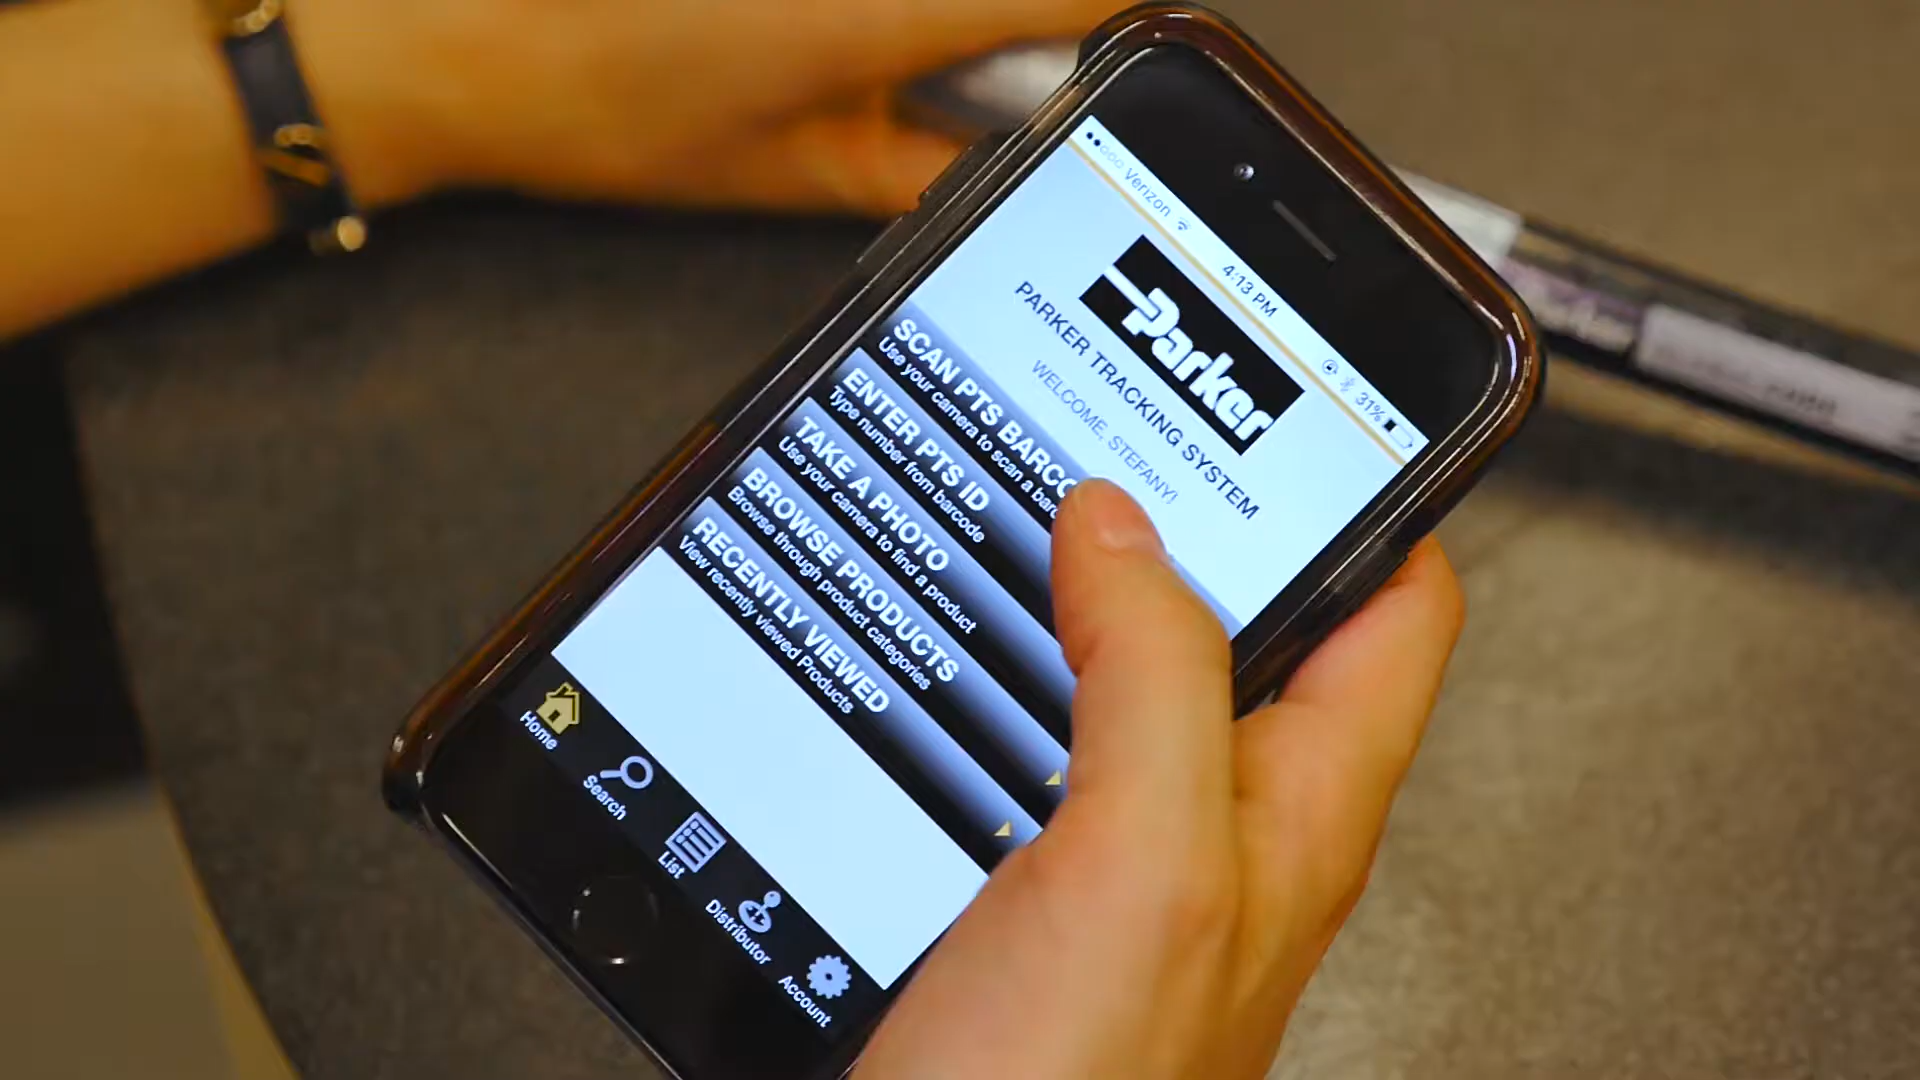 Verizon 4:13 PM 31%
Parker
PARKER TRACKING SYSTEM
WELCOME, STEFANY!
SCAN PTS BARCO
Use your camera to scan a barc
ENTER PTS ID
Type number from barcode
TAKE A PHOTO
Use your camera to find a product
BROWSE PRODUCTS
Browse through product categories
RECENTLY VIEWED
View recently viewed Products
Home
Search
List
Distributor
Account